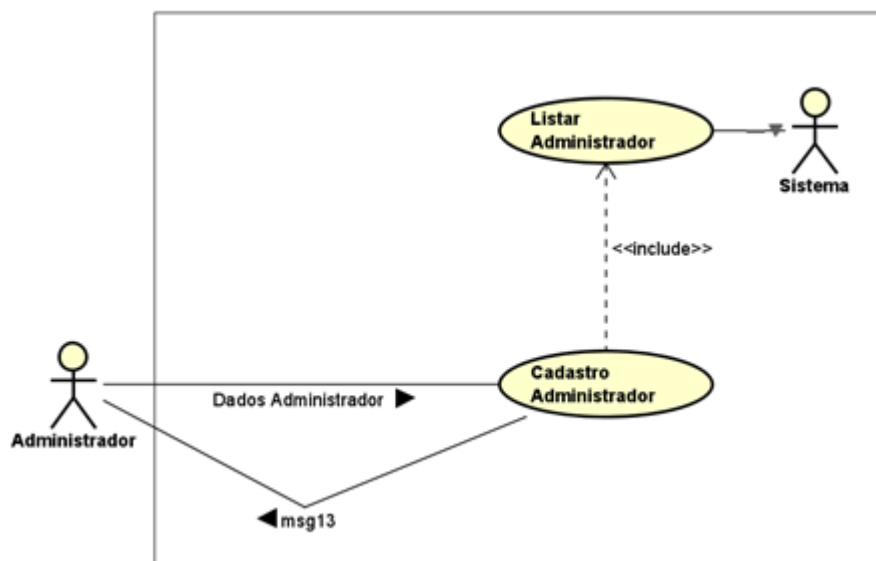 Listar
Administrador
Sistema
<<include>>
Cadastro
Administrador
Dados Administrador
Administrador
msg13